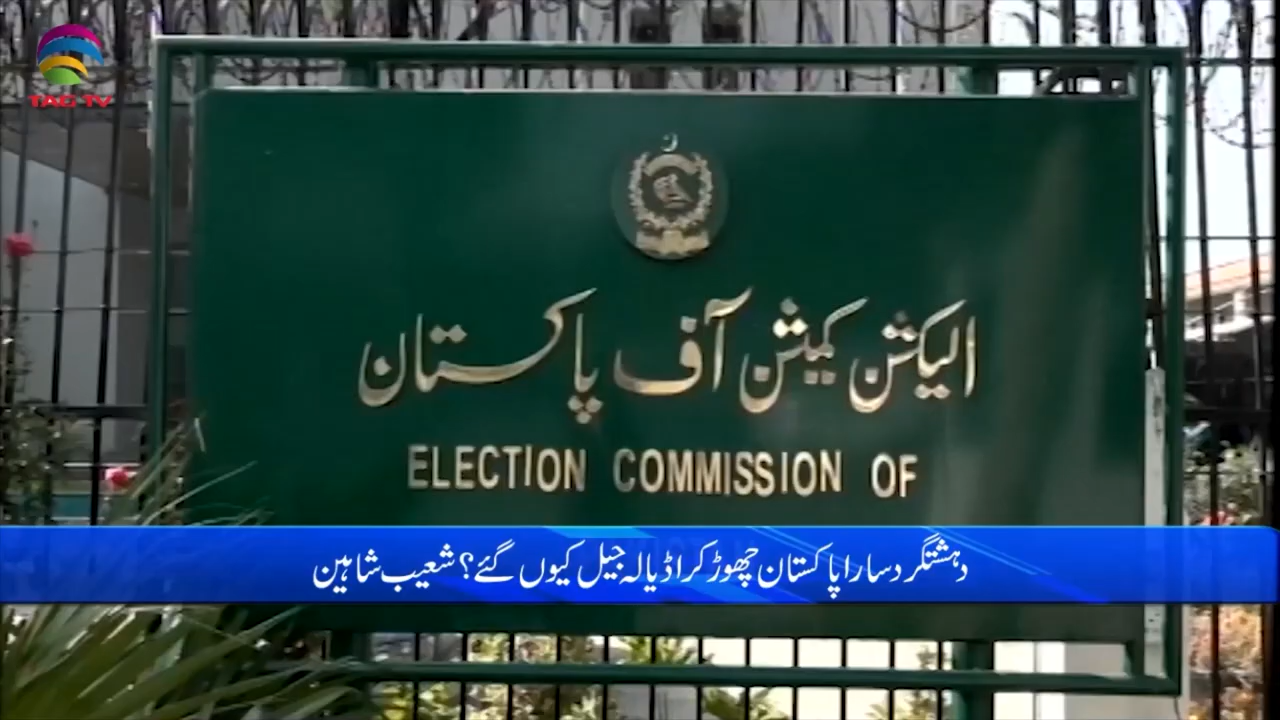 TAG TV
الیکشن کمیشن آف پاکستان
ELECTION COMMISSION OF
دہشتگرد سارا پاکستان چھوڑ کر اڈیالہ جیل کیوں گئے؟ شعیب شاہین